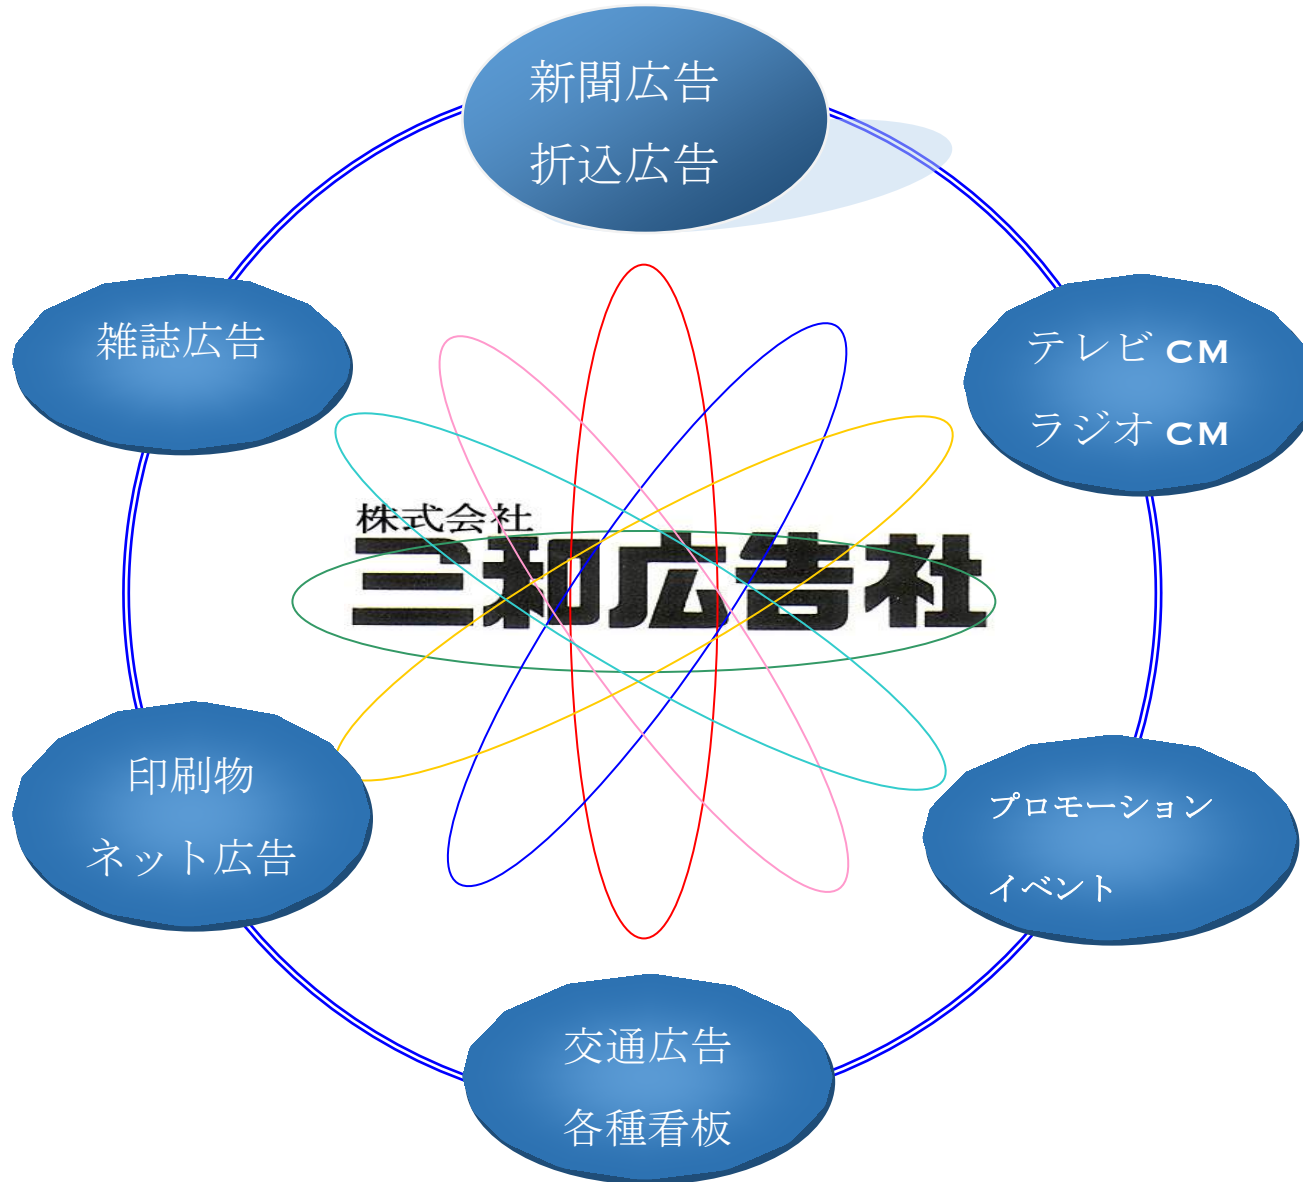 新聞広告
折込広告
雑誌広告
テレビ CM
ラジオ CM
株式会社
三和広告社
印刷物
ネット広告
プロモーション
イベント
交通広告
各種看板